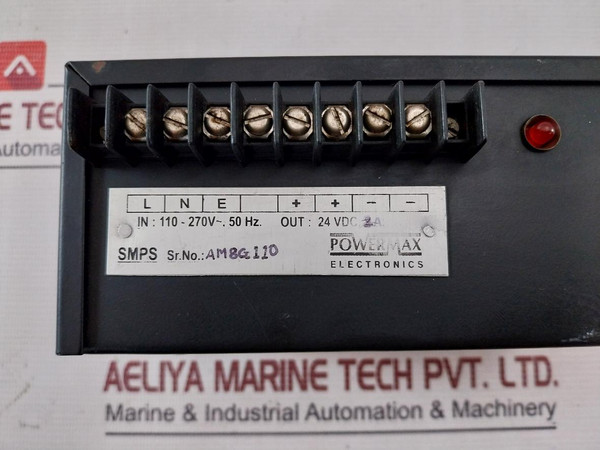 E TECH
Automa
L N E + + - -
IN : 110 - 270V~. 50 Hz. OUT : 24 VDC 2A
SMPS Sr.No.: AM8G110
POWERMAX
ELECTRONICS
AELIYA MARINE TECH PVT. LTD.
Marine & Industrial Automation & Machinery